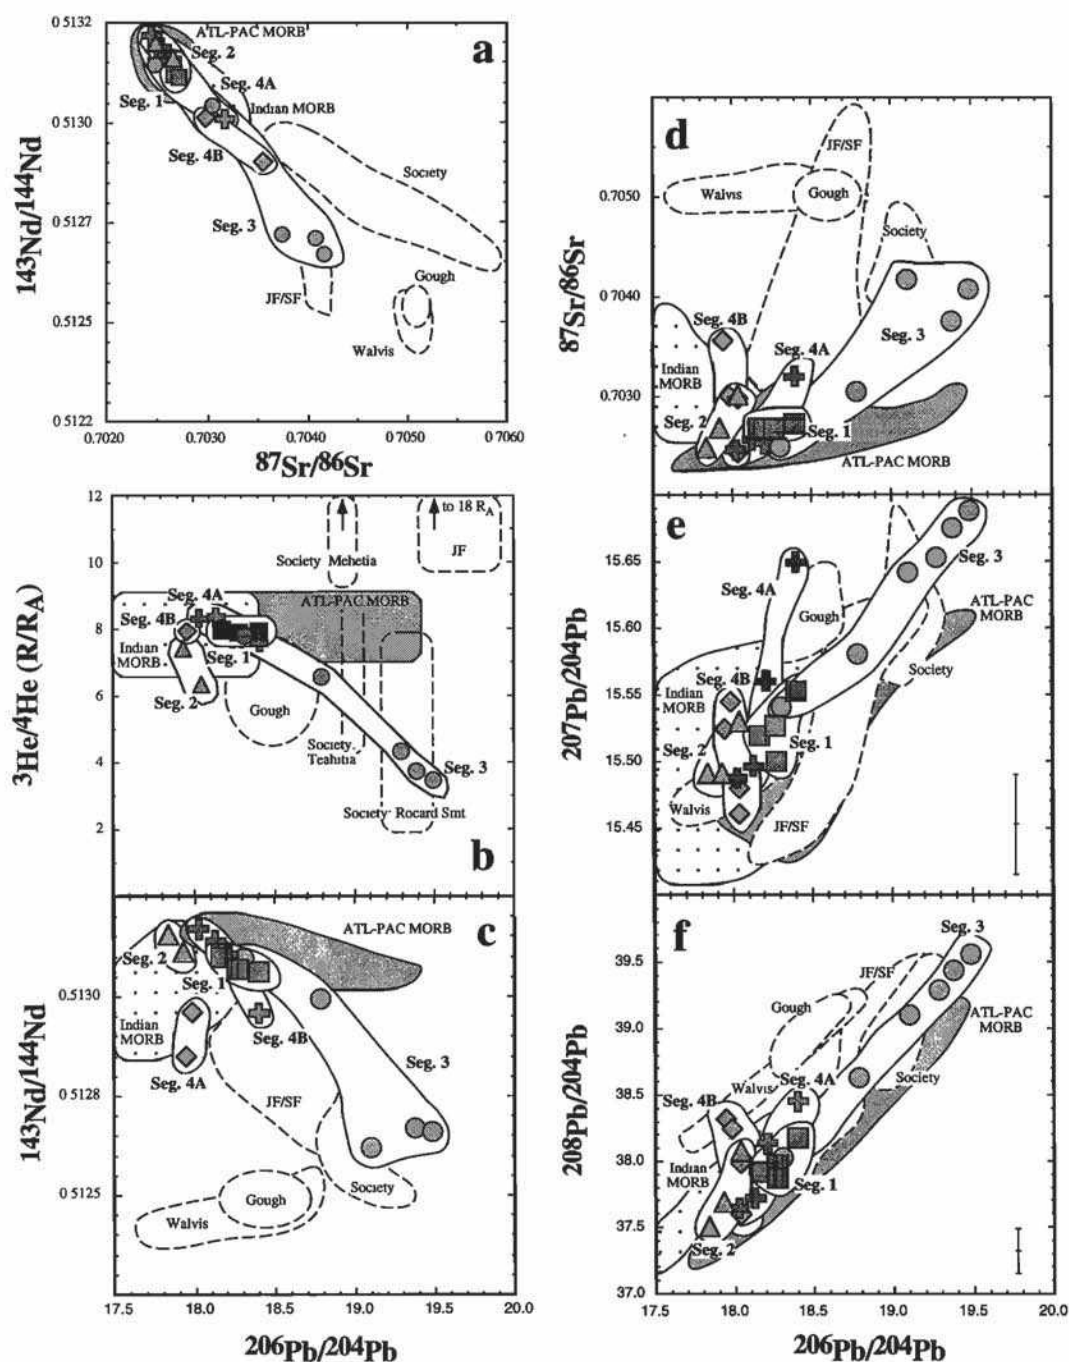 a
0.5132
0.5130
0.5127
0.5125
0.5122
143Nd/144Nd
ATL-PAC MORB
Seg. 2
Seg. 4A
Seg. 1
Indian MORB
Seg. 4B
Society
Seg. 3
Gough
JF/SF
Walvis
0.7020
0.7030
0.7040
0.7050
0.7060
87Sr/86Sr
b
12
10
8
6
4
2
3He/4He (R/RA)
to 18 RA
Society Mehetia
JF
Seg. 4A
ATL-PAC MORB
Seg. 4B
Indian MORB
Seg. 1
Seg. 2
Gough
Society Teahitia
Seg. 3
Society Rocard Smt
c
0.5130
0.5128
0.5125
143Nd/144Nd
ATL-PAC MORB
Seg. 2
Seg. 1
Indian MORB
Seg. 4B
Seg. 4A
Seg. 3
JF/SF
Gough
Society
Walvis
17.5
18.0
18.5
19.0
19.5
20.0
206Pb/204Pb
d
0.7050
0.7040
0.7030
87Sr/86Sr
JF/SF
Walvis
Gough
Society
Seg. 4B
Seg. 3
Seg. 4A
Indian MORB
Seg. 2
Seg. 1
ATL-PAC MORB
e
15.65
15.60
15.55
15.50
15.45
207Pb/204Pb
Seg. 3
Seg. 4A
Gough
ATL-PAC MORB
Society
Seg. 4B
Indian MORB
Seg. 2
Seg. 1
Walvis
JF/SF
f
39.5
39.0
38.5
38.0
37.5
37.0
208Pb/204Pb
Seg. 3
JF/SF
Gough
ATL-PAC MORB
Walvis
Seg. 4A
Society
Seg. 4B
Indian MORB
Seg. 1
Seg. 2
17.5
18.0
18.5
19.0
19.5
20.0
206Pb/204Pb